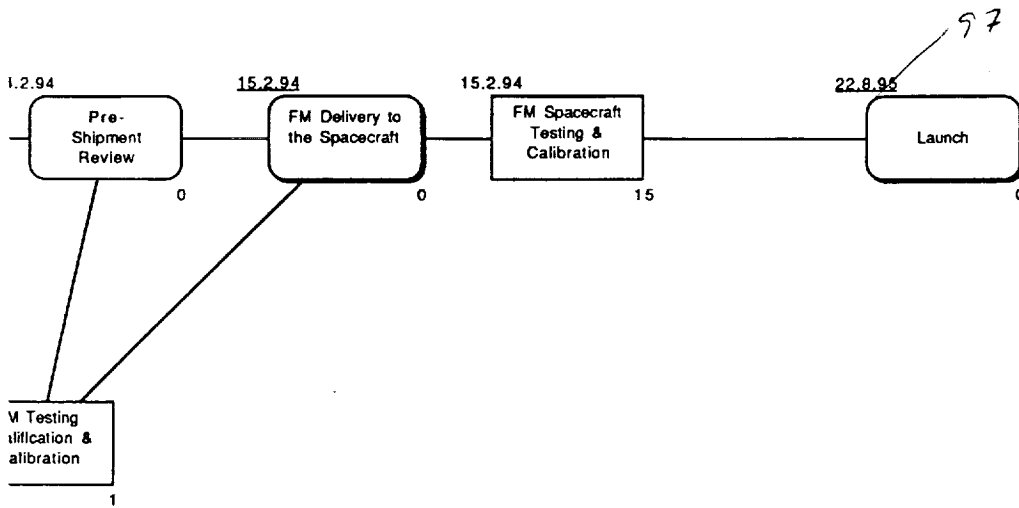 97
.2.94
15.2.94
15.2.94
22.8.95
Pre-
Shipment
Review
FM Delivery to
the Spacecraft
FM Spacecraft
Testing &
Calibration
Launch
0
0
15
0
M Testing
alification &
alibration
1